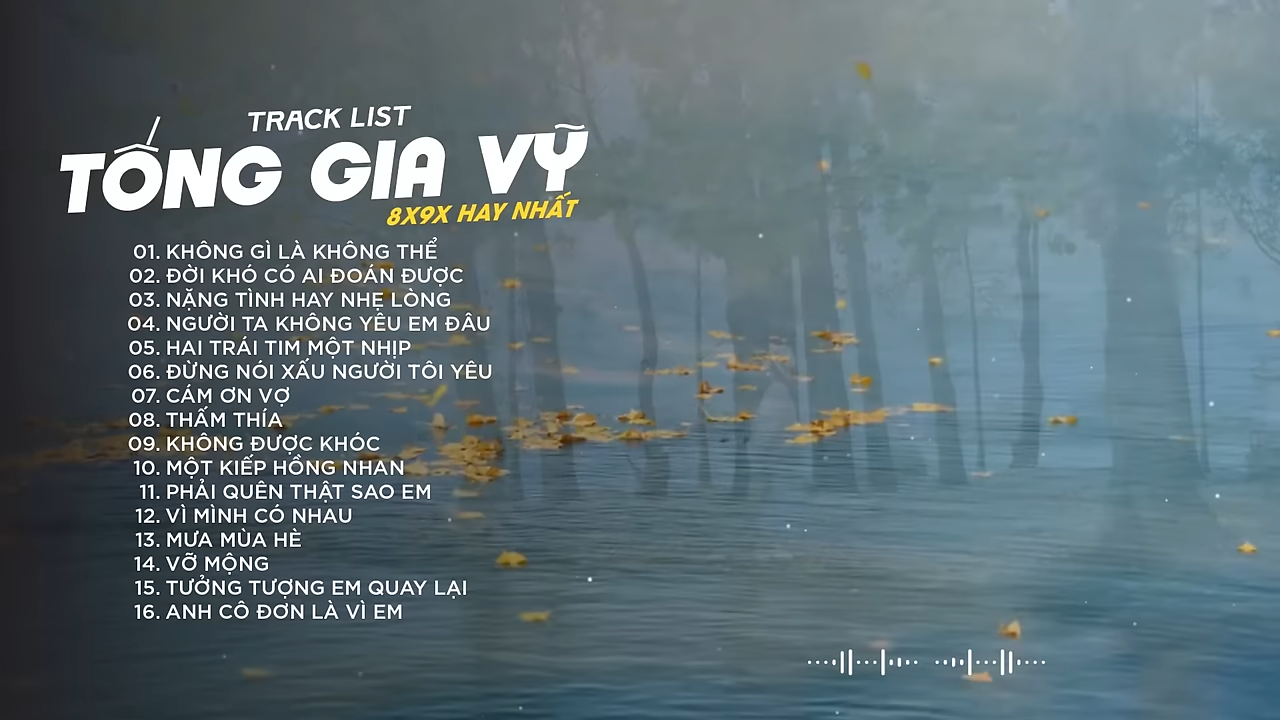 TRACK LIST
TỐNG GIA VỸ
8X9X HAY NHẤT
01. KHÔNG GÌ LÀ KHÔNG THỂ
02. ĐỜI KHÓ CÓ AI ĐOÁN ĐƯỢC
03. NẶNG TÌNH HAY NHẸ LÒNG
04. NGƯỜI TA KHÔNG YÊU EM ĐÂU
05. HAI TRÁI TIM MỘT NHỊP
06. ĐỪNG NÓI XẤU NGƯỜI TÔI YÊU
07. CÁM ƠN VỢ
08. THẤM THÍA
09. KHÔNG ĐƯỢC KHÓC
10. MỘT KIẾP HỒNG NHAN
11. PHẢI QUÊN THẬT SAO EM
12. VÌ MÌNH CÓ NHAU
13. MƯA MÙA HÈ
14. VỠ MỘNG
15. TƯỞNG TƯỢNG EM QUAY LẠI
16. ANH CÔ ĐƠN LÀ VÌ EM